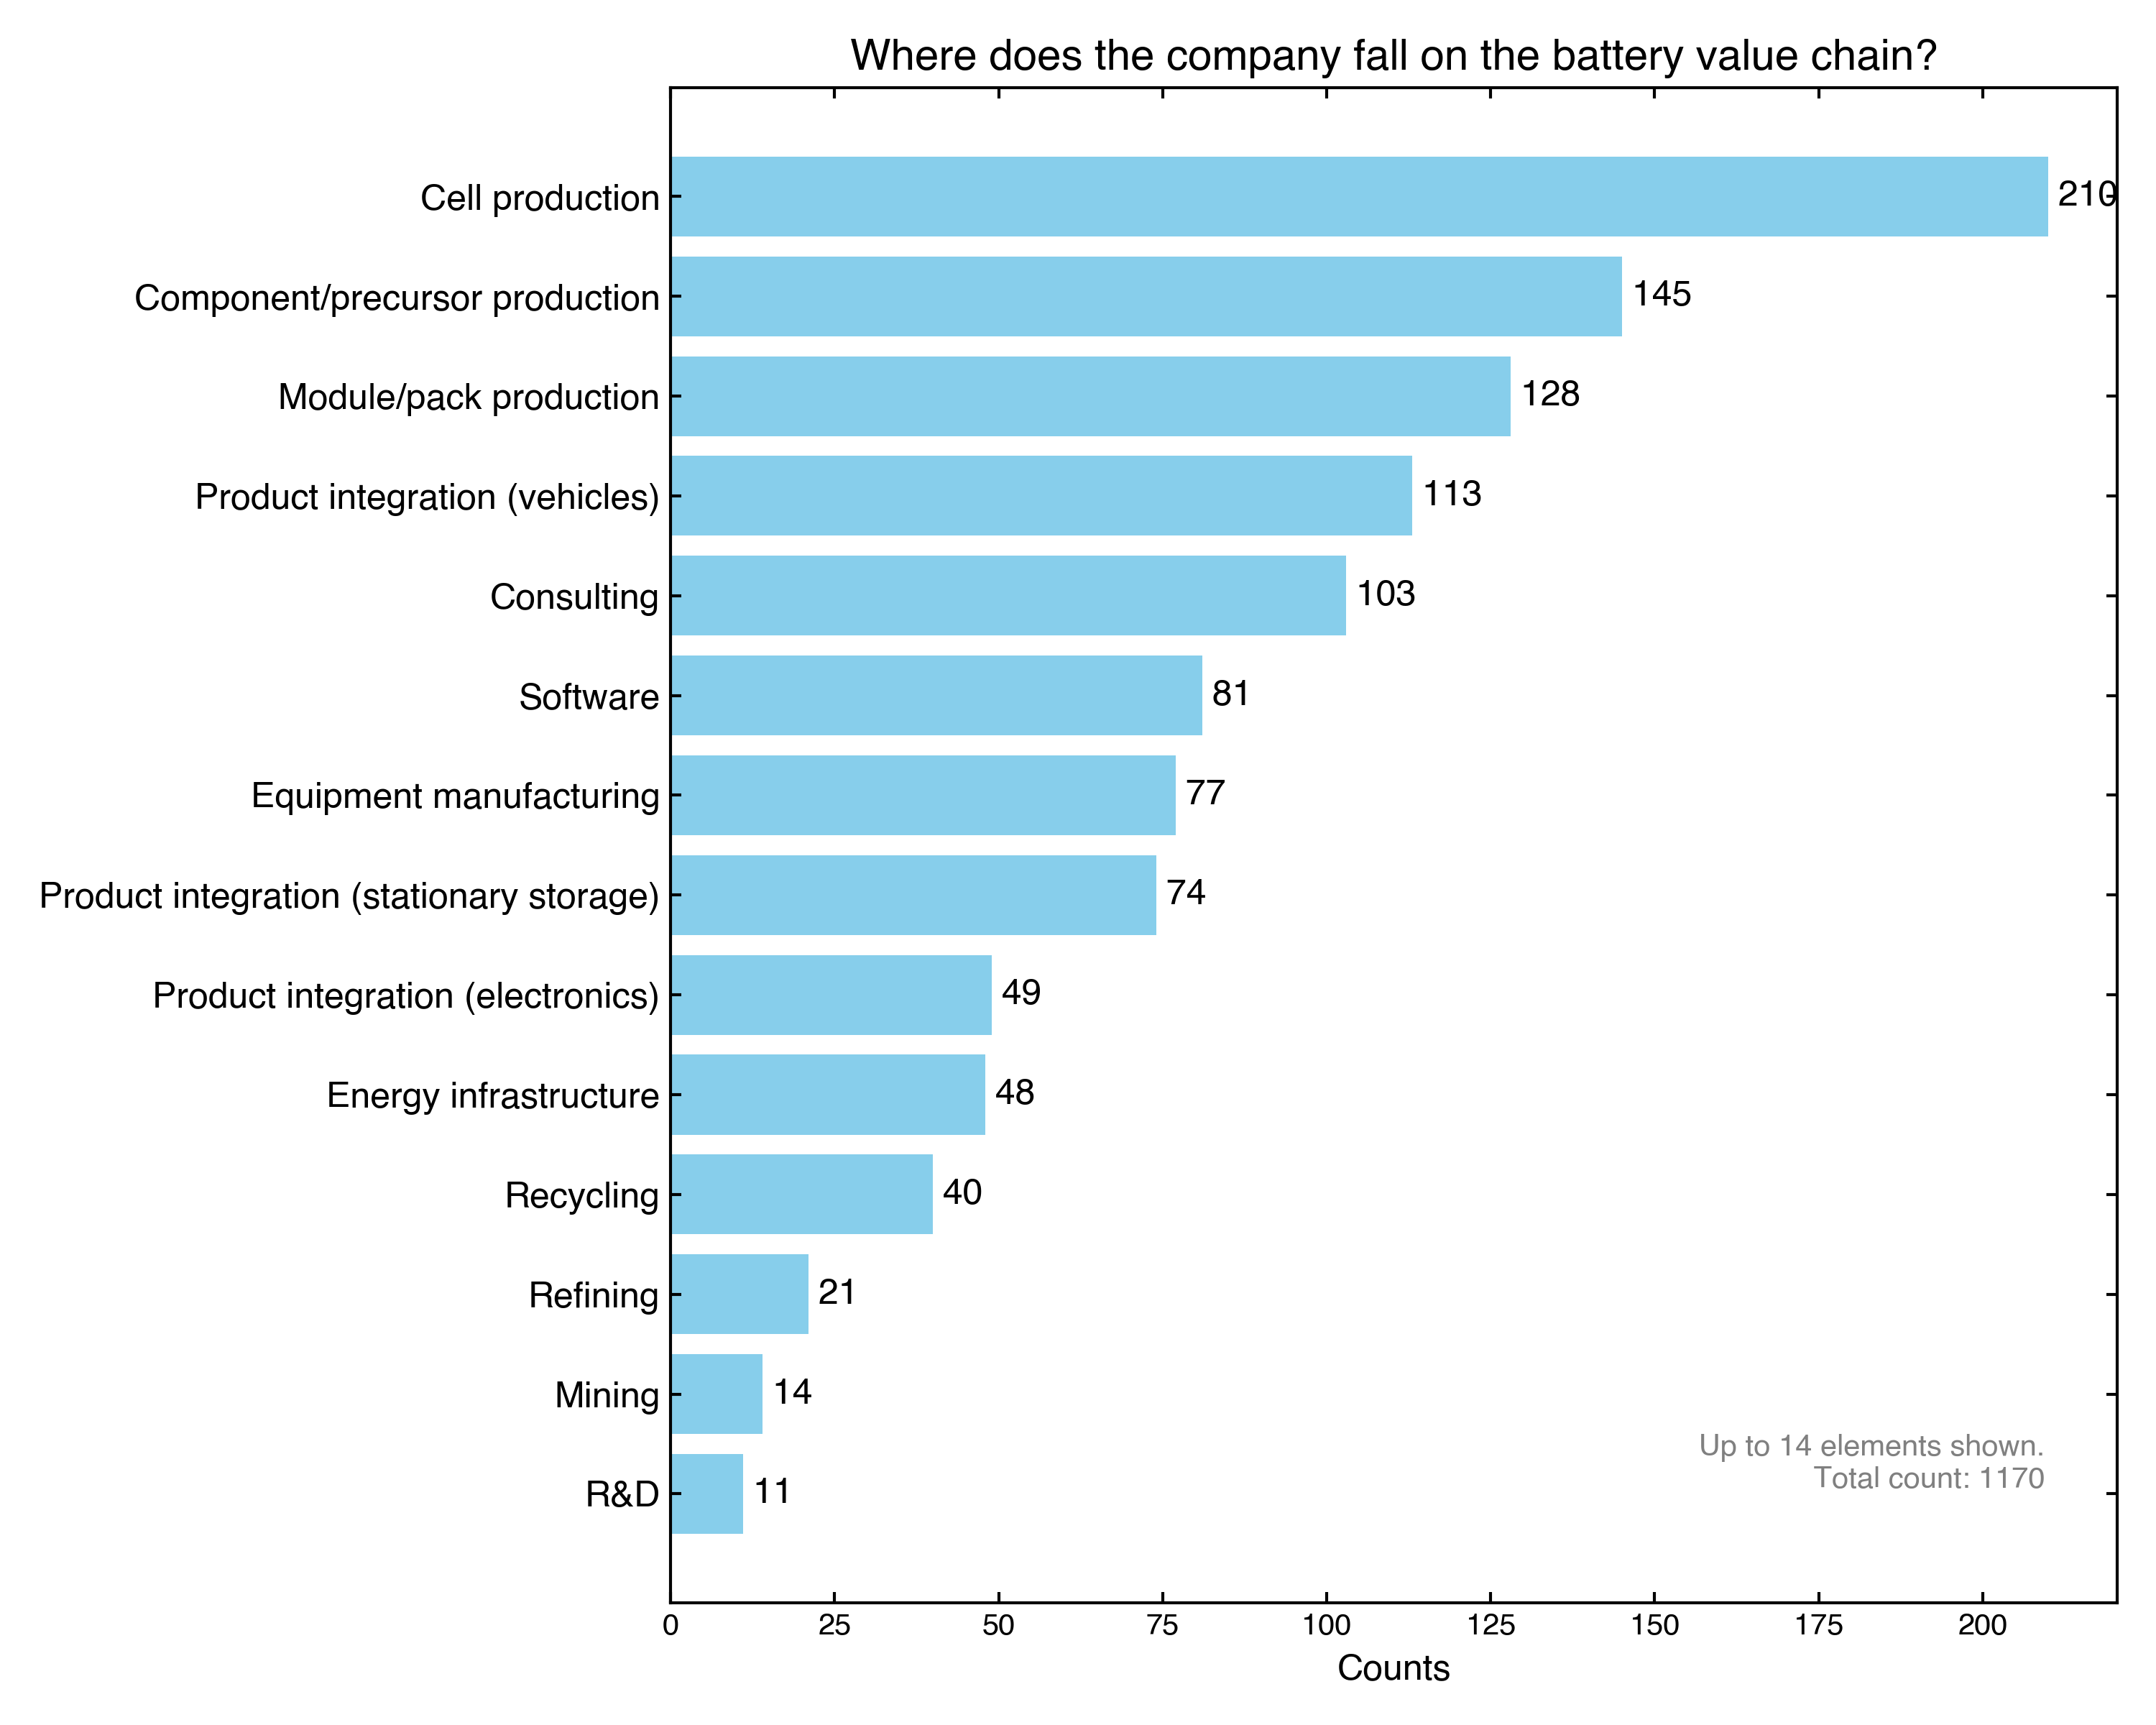 Where does the company fall on the battery value chain?
Cell production 210
Component/precursor production 145
Module/pack production 128
Product integration (vehicles) 113
Consulting 103
Software 81
Equipment manufacturing 77
Product integration (stationary storage) 74
Product integration (electronics) 49
Energy infrastructure 48
Recycling 40
Refining 21
Mining 14
R&D 11
Up to 14 elements shown.
Total count: 1170
0 25 50 75 100 125 150 175 200
Counts